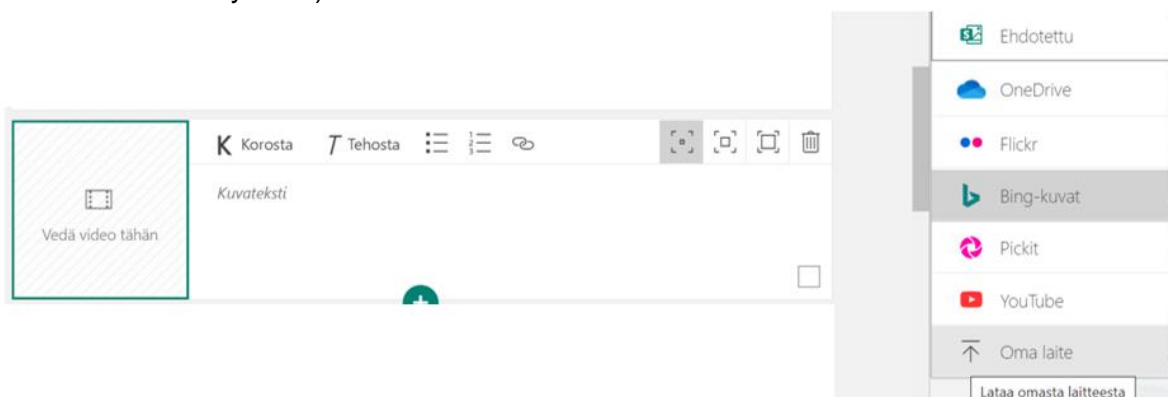 Ehdotettu
OneDrive
K Korosta T Tehosta
Flickr
Kuvateksti
Bing-kuvat
Vedä video tähän
Pickit
YouTube
Oma laite
Lataa omasta laitteesta